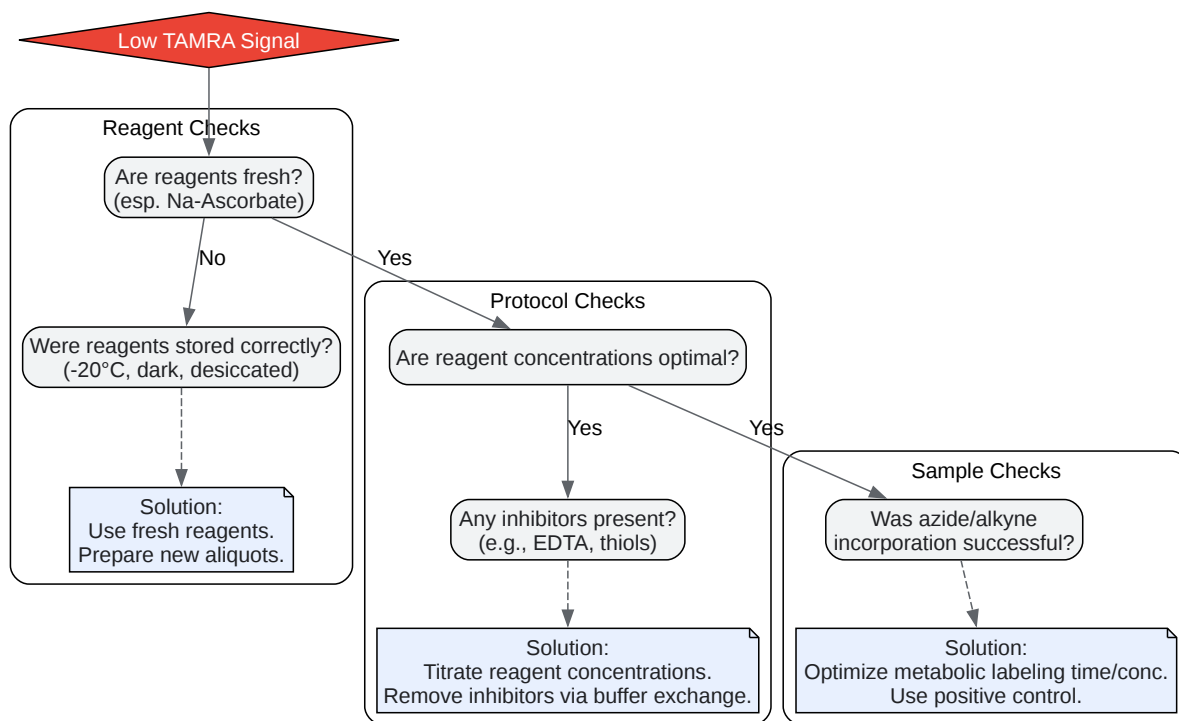 Low TAMRA Signal
Reagent Checks
Are reagents fresh?
(esp. Na-Ascorbate)
No
Yes
Were reagents stored correctly?
(-20°C, dark, desiccated)
Solution:
Use fresh reagents.
Prepare new aliquots.
Protocol Checks
Are reagent concentrations optimal?
Yes
Yes
Any inhibitors present?
(e.g., EDTA, thiols)
Solution:
Titrate reagent concentrations.
Remove inhibitors via buffer exchange.
Sample Checks
Was azide/alkyne
incorporation successful?
Solution:
Optimize metabolic labeling time/conc.
Use positive control.